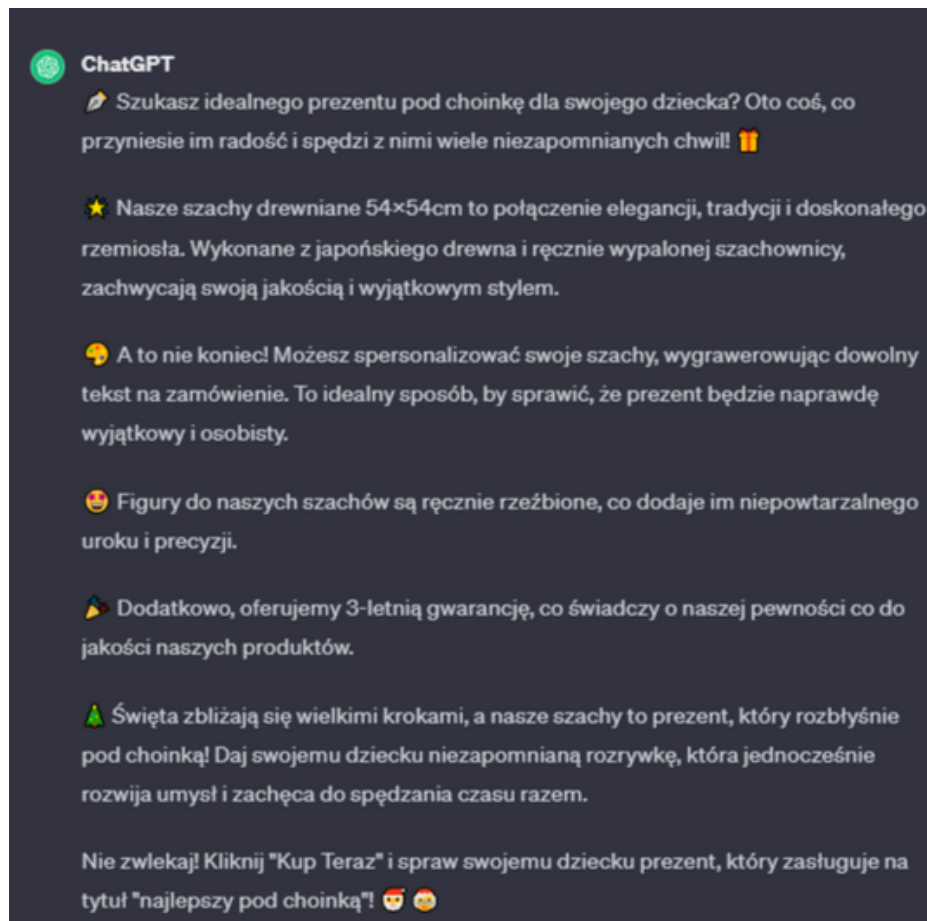 ChatGPT
🖋️ Szukasz idealnego prezentu pod choinkę dla swojego dziecka? Oto coś, co
przyniesie im radość i spędzi z nimi wiele niezapomnianych chwil! 🎁
🌟 Nasze szachy drewniane 54×54cm to połączenie elegancji, tradycji i doskonałego
rzemiosła. Wykonane z japońskiego drewna i ręcznie wypalonej szachownicy,
zachwycają swoją jakością i wyjątkowym stylem.
🎨 A to nie koniec! Możesz spersonalizować swoje szachy, wygrawerowując dowolny
tekst na zamówienie. To idealny sposób, by sprawić, że prezent będzie naprawdę
wyjątkowy i osobisty.
🤩 Figury do naszych szachów są ręcznie rzeźbione, co dodaje im niepowtarzalnego
uroku i precyzji.
🎉 Dodatkowo, oferujemy 3-letnią gwarancję, co świadczy o naszej pewności co do
jakości naszych produktów.
🎄 Święta zbliżają się wielkimi krokami, a nasze szachy to prezent, który rozbłyśnie
pod choinką! Daj swojemu dziecku niezapomnianą rozrywkę, która jednocześnie
rozwija umysł i zachęca do spędzania czasu razem.
Nie zwlekaj! Kliknij "Kup Teraz" i spraw swojemu dziecku prezent, który zasługuje na
tytuł "najlepszy pod choinką"! 🎅 🤶